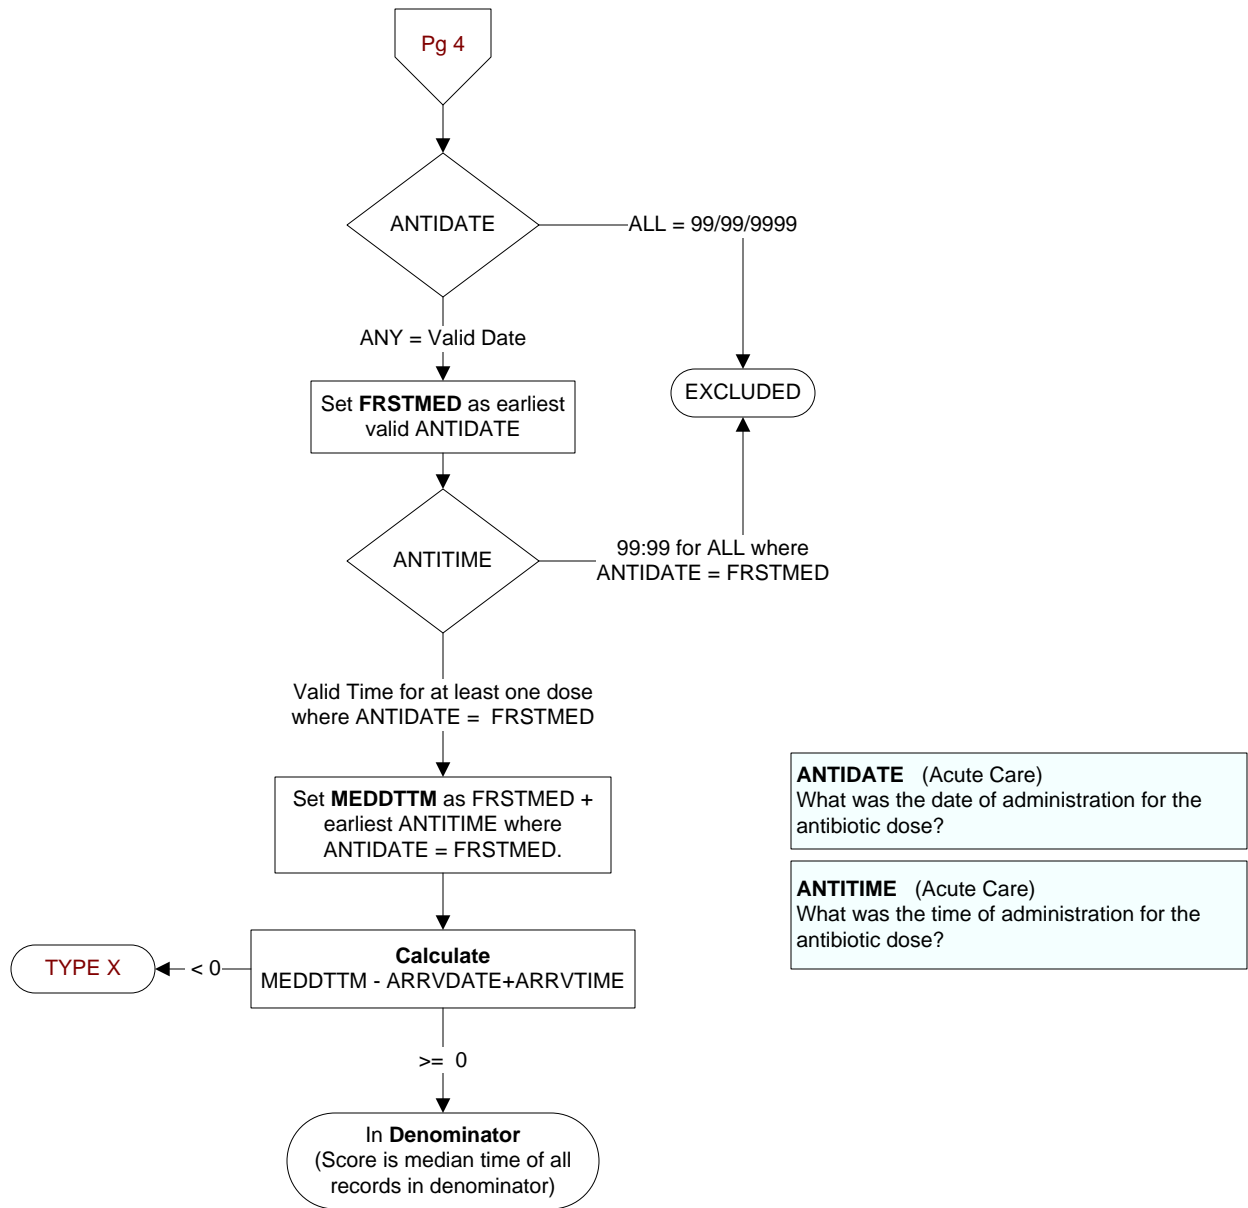 Pg 4
ANTIDATE
ALL = 99/99/9999
ANY = Valid Date
Set FRSTMED as earliest
valid ANTIDATE
EXCLUDED
ANTITIME
99:99 for ALL where
ANTIDATE = FRSTMED
Valid Time for at least one dose
where ANTIDATE =  FRSTMED
Set MEDDTTM as FRSTMED +
earliest ANTITIME where
ANTIDATE = FRSTMED.
ANTIDATE   (Acute Care)
What was the date of administration for the
antibiotic dose?
ANTITIME   (Acute Care)
What was the time of administration for the
antibiotic dose?
Calculate
MEDDTTM - ARRVDATE+ARRVTIME
< 0
TYPE X
>=  0
In Denominator
(Score is median time of all
records in denominator)